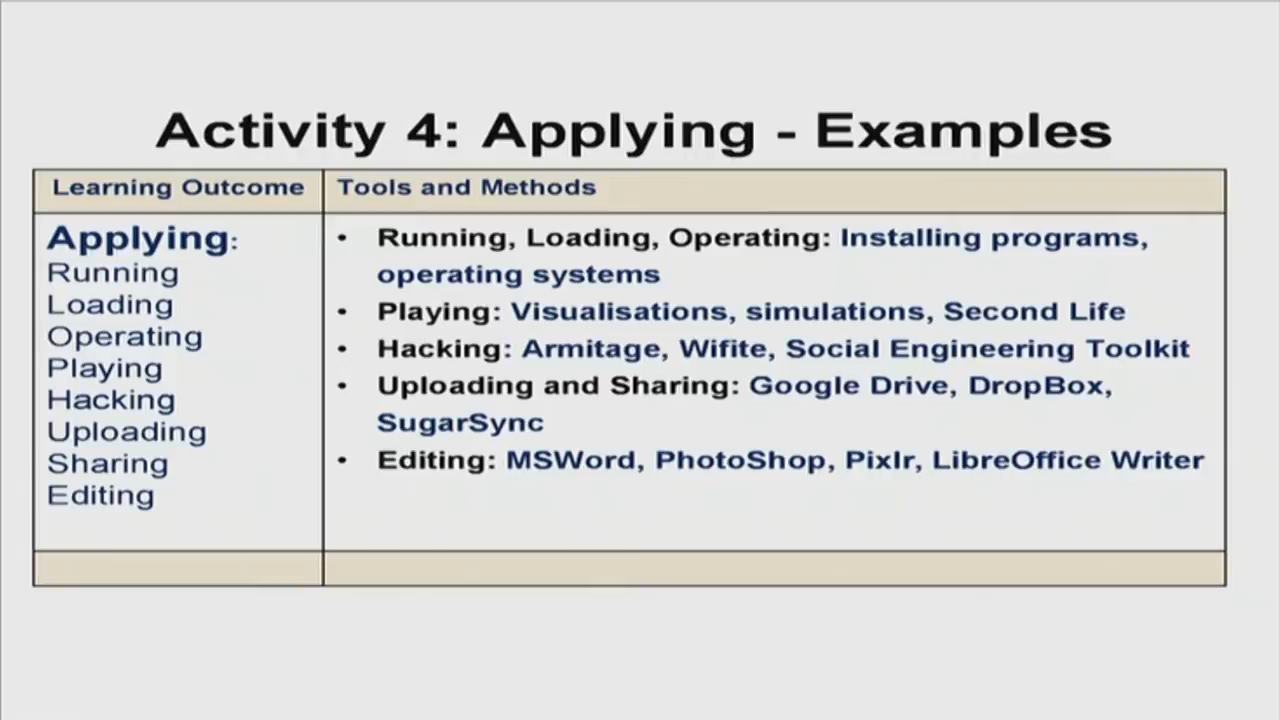 Activity 4: Applying - Examples
Learning Outcome
Tools and Methods
Applying:
Running
Loading
Operating
Playing
Hacking
Uploading
Sharing
Editing
• Running, Loading, Operating: Installing programs,
operating systems
• Playing: Visualisations, simulations, Second Life
• Hacking: Armitage, Wifite, Social Engineering Toolkit
• Uploading and Sharing: Google Drive, DropBox,
SugarSync
• Editing: MSWord, PhotoShop, Pixlr, LibreOffice Writer